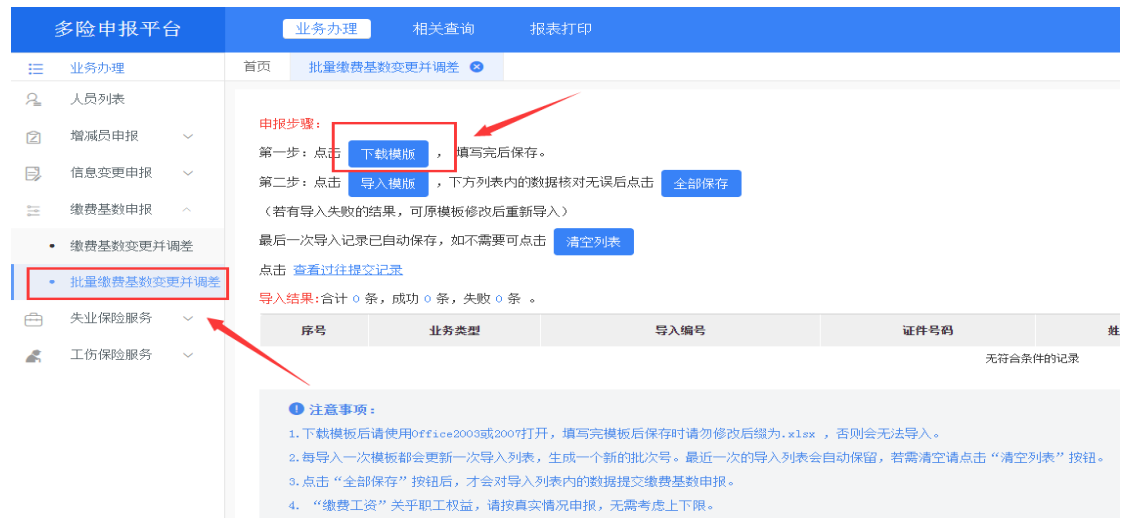 多险申报平台 业务办理 相关查询 报表打印
业务办理
人员列表
增减员申报
信息变更申报
缴费基数申报
缴费基数变更并调差
批量缴费基数变更并调差
失业保险服务
工伤保险服务
首页 批量缴费基数变更并调差
申报步骤：
第一步：点击 下载模版 ，填写完后保存。
第二步：点击 导入模版 ，下方列表内的数据核对无误后点击 全部保存
（若有导入失败的结果，可原模板修改后重新导入）
最后一次导入记录已自动保存，如不需要可点击 清空列表
点击 查看过往提交记录
导入结果:合计 0 条，成功 0 条，失败 0 条 。
序号 业务类型 导入编号 证件号码 姓
无符合条件的记录
注意事项：
1.下载模板后请使用Office2003或2007打开，填写完模板后保存时请勿修改后缀为.xlsx ，否则会无法导入。
2.每导入一次模板都会更新一次导入列表，生成一个新的批次号。最近一次的导入列表会自动保留，若需清空请点击“清空列表”按钮。
3.点击“全部保存”按钮后，才会对导入列表内的数据提交缴费基数申报。
4. “缴费工资”关乎职工权益，请按真实情况申报，无需考虑上下限。